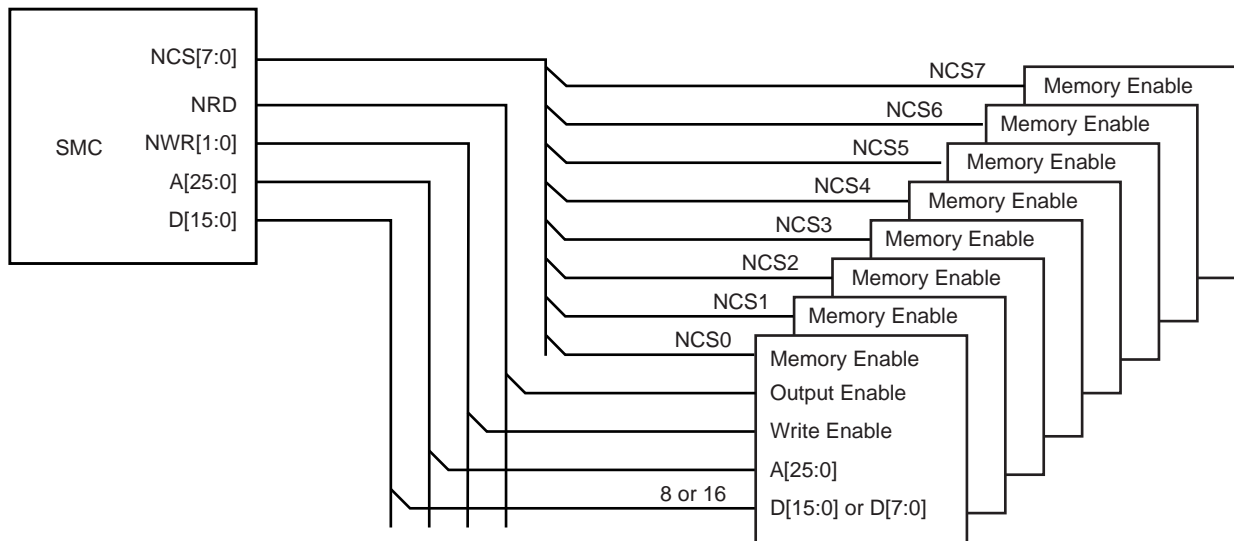 SMC
NCS[7:0]
NRD
NWR[1:0]
A[25:0]
D[15:0]
NCS7
Memory Enable
NCS6
Memory Enable
NCS5
Memory Enable
NCS4
Memory Enable
NCS3
Memory Enable
NCS2
Memory Enable
NCS1
Memory Enable
NCS0
Memory Enable
Output Enable
Write Enable
A[25:0]
8 or 16
D[15:0] or D[7:0]